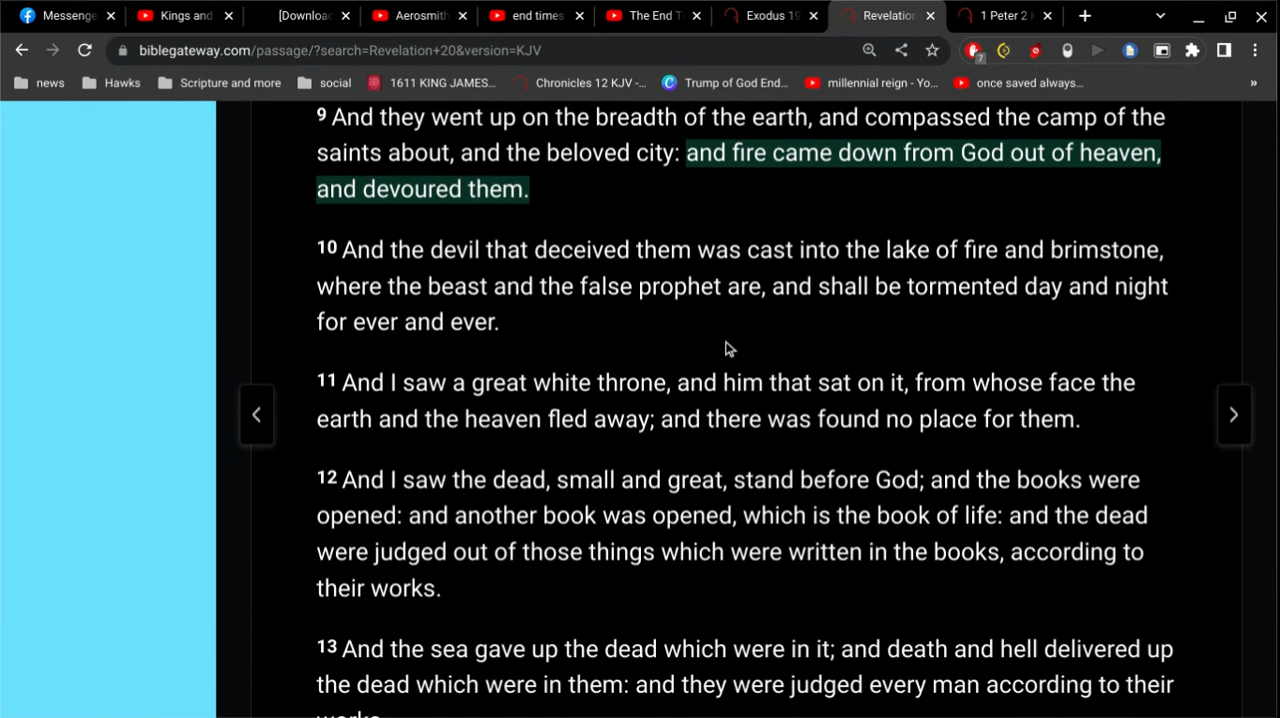 Messenge
Kings and
[Downloac
Aerosmith
end times
The End T
Exodus 19
Revelation
1 Peter 2
biblegateway.com/passage/?search=Revelation+20&version=KJV
7
news
Hawks
Scripture and more
social
1611 KING JAMES...
Chronicles 12 KJV -...
Trump of God End...
millennial reign - Yo...
once saved always...
»
9 And they went up on the breadth of the earth, and compassed the camp of the
saints about, and the beloved city: and fire came down from God out of heaven,
and devoured them.
10 And the devil that deceived them was cast into the lake of fire and brimstone,
where the beast and the false prophet are, and shall be tormented day and night
for ever and ever.
11 And I saw a great white throne, and him that sat on it, from whose face the
earth and the heaven fled away; and there was found no place for them.
12 And I saw the dead, small and great, stand before God; and the books were
opened: and another book was opened, which is the book of life: and the dead
were judged out of those things which were written in the books, according to
their works.
13 And the sea gave up the dead which were in it; and death and hell delivered up
the dead which were in them: and they were judged every man according to their
works.